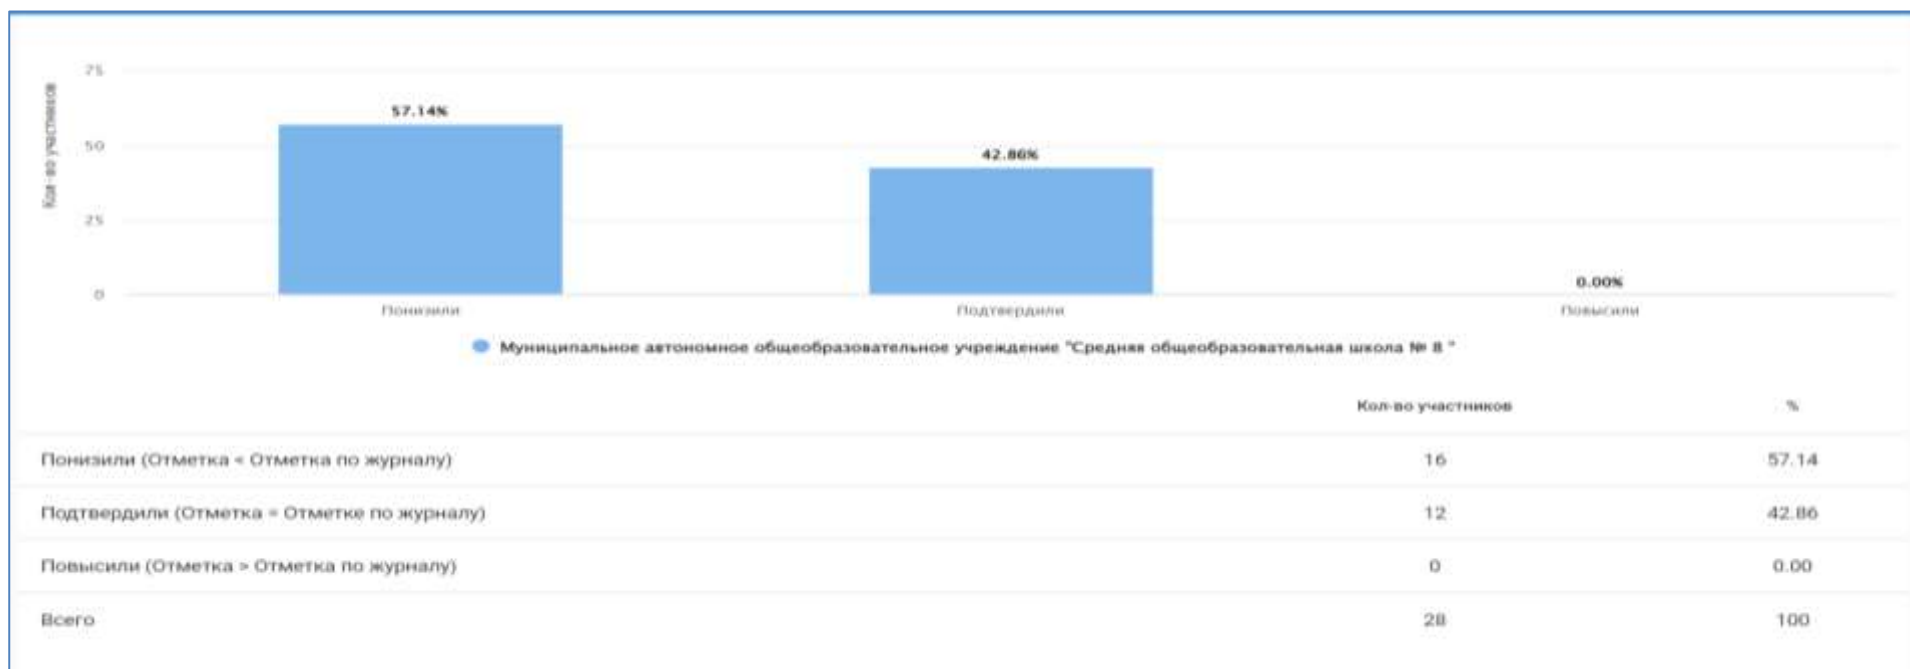 Кол-во участников
75
50
25
0
57.14%
42.86%
0.00%
Понизили
Подтвердили
Повысили
Муниципальное автономное общеобразовательное учреждение "Средняя общеобразовательная школа № 8 "
Кол-во участников %
Понизили (Отметка < Отметка по журналу) 16 57.14
Подтвердили (Отметка = Отметке по журналу) 12 42.86
Повысили (Отметка > Отметка по журналу) 0 0.00
Всего 28 100